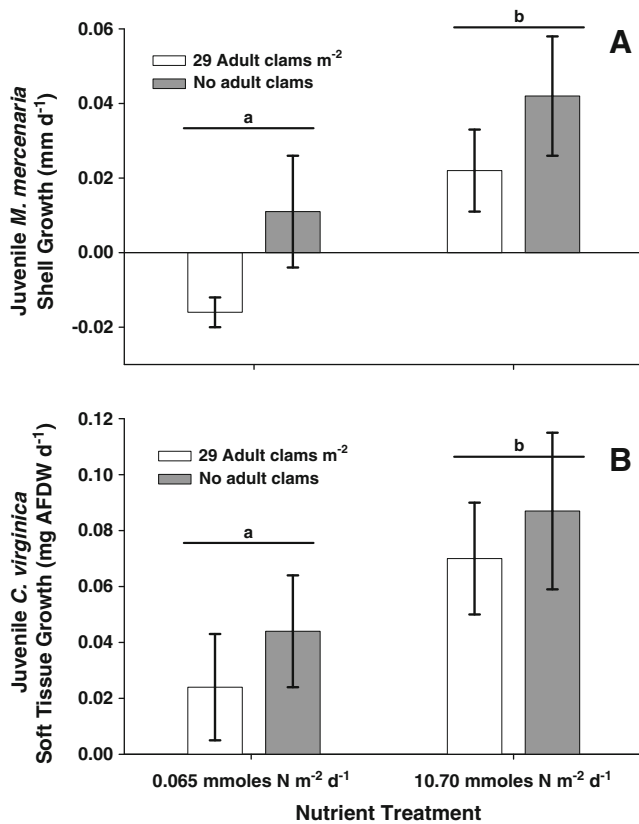 A
29 Adult clams m⁻²
No adult clams
a
b
Juvenile M. mercenaria
Shell Growth (mm d⁻¹)
0.06
0.04
0.02
0.00
-0.02
B
29 Adult clams m⁻²
No adult clams
a
b
Juvenile C. virginica
Soft Tissue Growth (mg AFDW d⁻¹)
0.12
0.10
0.08
0.06
0.04
0.02
0.00
0.065 mmoles N m⁻² d⁻¹
10.70 mmoles N m⁻² d⁻¹
Nutrient Treatment